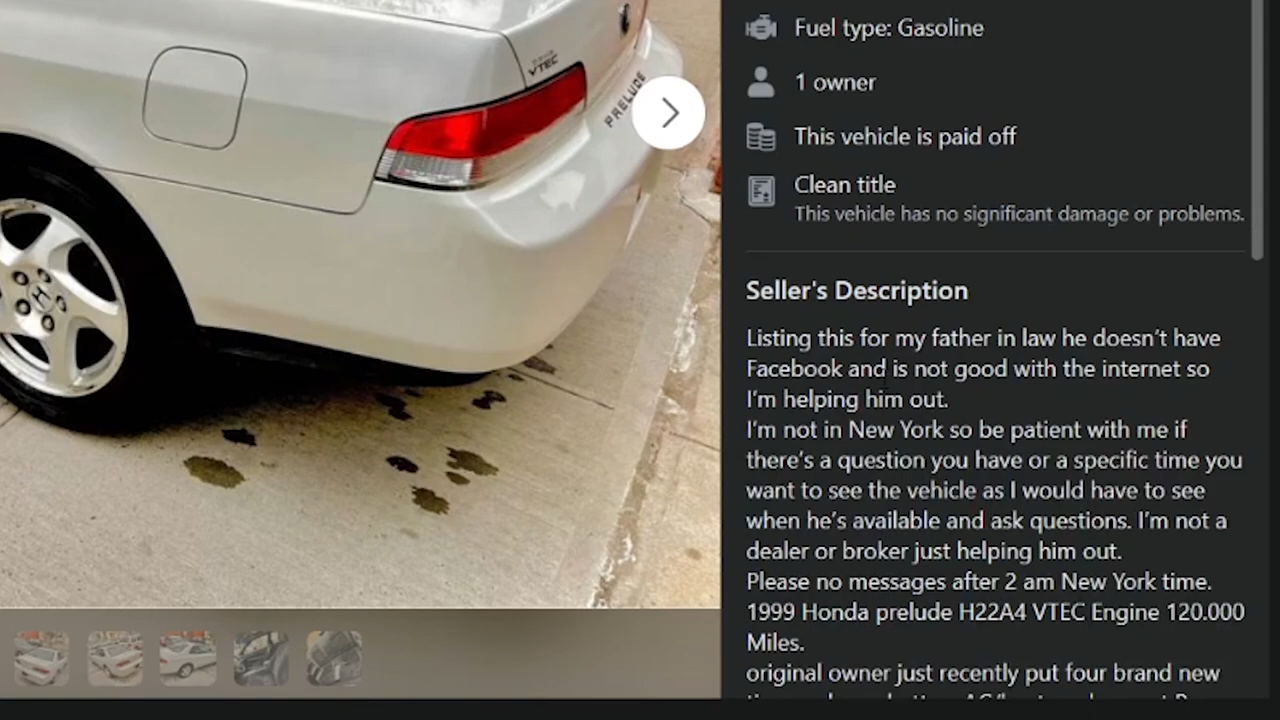 VTEC
PRELUDE
Fuel type: Gasoline
1 owner
This vehicle is paid off
Clean title
This vehicle has no significant damage or problems.
Seller's Description
Listing this for my father in law he doesn’t have
Facebook and is not good with the internet so
I’m helping him out.
I’m not in New York so be patient with me if
there’s a question you have or a specific time you
want to see the vehicle as I would have to see
when he’s available and ask questions. I’m not a
dealer or broker just helping him out.
Please no messages after 2 am New York time.
1999 Honda prelude H22A4 VTEC Engine 120.000
Miles.
original owner just recently put four brand new